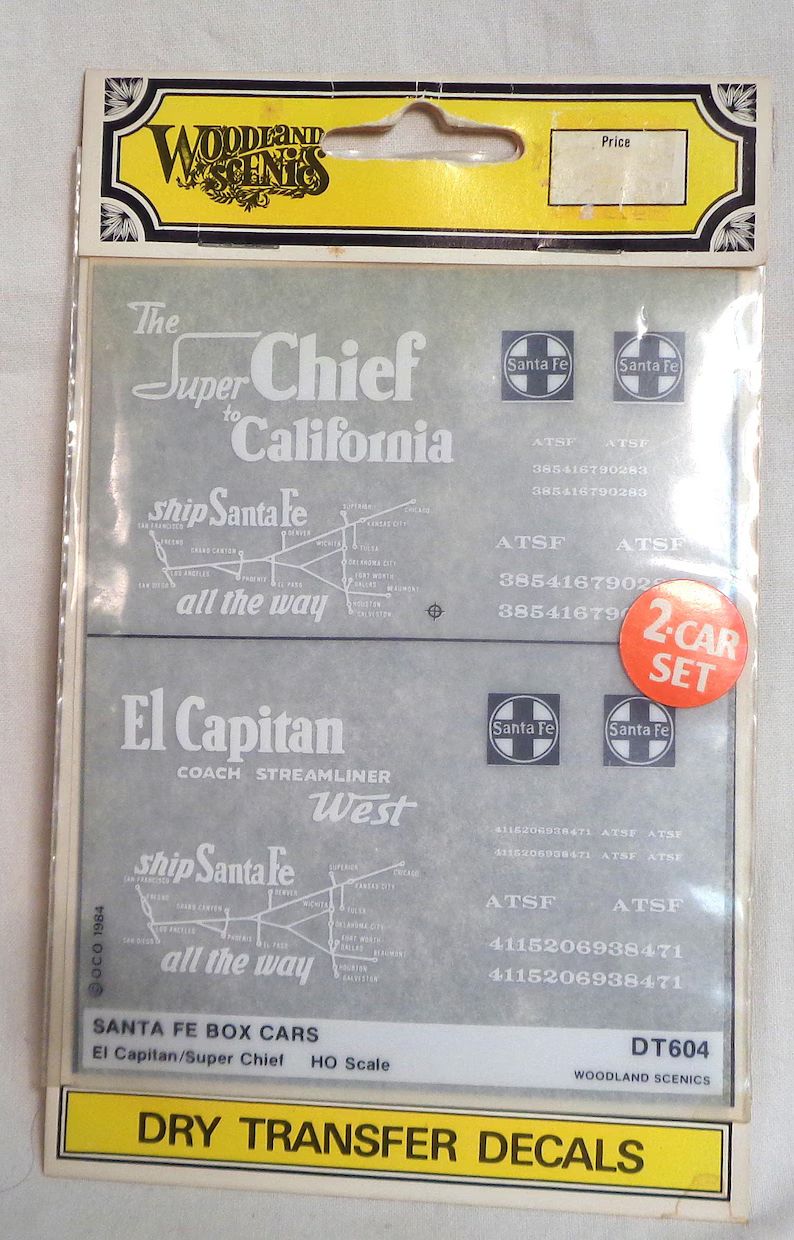 WOODLAND
SCENICS
Price
The
Super Chief
to
California
Santa Fe
Santa Fe
ATSF ATSF
385416790283
385416790283
ship Santa Fe
SAN FRANCISCO
FRESNO
LOS ANGELES
SAN DIEGO
GRAND CANYON
PHOENIX
DENVER
EL PASO
SUPERIOR
CHICAGO
KANSAS CITY
WICHITA
TULSA
OKLAHOMA CITY
FORT WORTH
DALLAS
BEAUMONT
HOUSTON
GALVESTON
all the way
ATSF ATSF
38541679028
38541679
2-CAR
SET
El Capitan
COACH STREAMLINER
West
Santa Fe
Santa Fe
4115206938471 ATSF ATSF
4115206938471 ATSF ATSF
ship Santa Fe
SAN FRANCISCO
FRESNO
LOS ANGELES
SAN DIEGO
GRAND CANYON
PHOENIX
DENVER
EL PASO
SUPERIOR
CHICAGO
KANSAS CITY
WICHITA
TULSA
OKLAHOMA CITY
FORT WORTH
DALLAS
BEAUMONT
HOUSTON
GALVESTON
all the way
ATSF ATSF
4115206938471
4115206938471
© OCO 1984
SANTA FE BOX CARS
El Capitan/Super Chief HO Scale
DT604
WOODLAND SCENICS
DRY TRANSFER DECALS